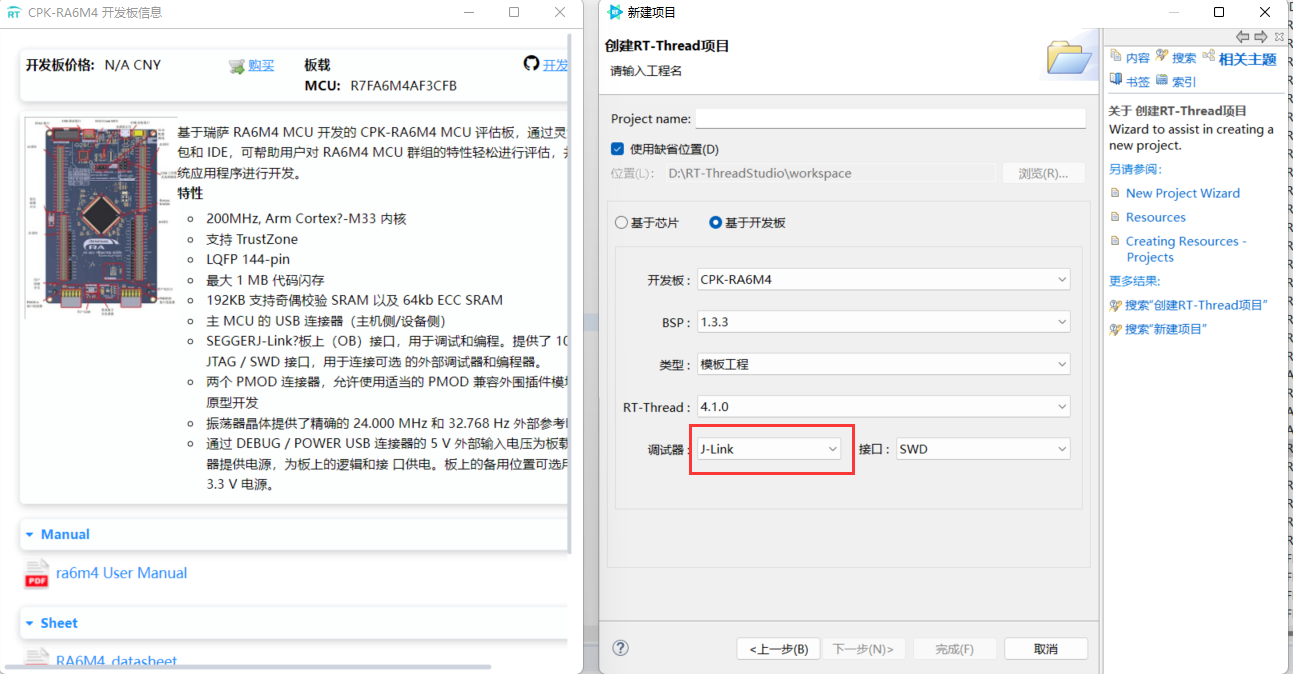 CPK-RA6M4 开发板信息
开发板价格: N/A CNY
购买
板载
MCU: R7FA6M4AF3CFB
开发
基于瑞萨 RA6M4 MCU 开发的 CPK-RA6M4 MCU 评估板，通过灵
包和 IDE，可帮助用户对 RA6M4 MCU 群组的特性轻松进行评估，并
统应用程序进行开发。
特性
200MHz, Arm Cortex?-M33 内核
支持 TrustZone
LQFP 144-pin
最大 1 MB 代码闪存
192KB 支持奇偶校验 SRAM 以及 64kb ECC SRAM
主 MCU 的 USB 连接器（主机侧/设备侧）
SEGGERJ-Link?板上（OB）接口，用于调试和编程。提供了 10
JTAG / SWD 接口，用于连接可选 的外部调试器和编程器。
两个 PMOD 连接器，允许使用适当的 PMOD 兼容外围插件模块
原型开发
振荡器晶体提供了精确的 24.000 MHz 和 32.768 Hz 外部参考
通过 DEBUG / POWER USB 连接器的 5 V 外部输入电压为板载
器提供电源，为板上的逻辑和接 口供电。板上的备用位置可选用
3.3 V 电源。
Manual
ra6m4 User Manual
Sheet
RA6M4_datasheet
新建项目
创建RT-Thread项目
请输入工程名
Project name:
使用缺省位置(D)
位置(L): D:\RT-ThreadStudio\workspace 浏览(R)...
基于芯片 基于开发板
开发板 : CPK-RA6M4
BSP : 1.3.3
类型 : 模板工程
RT-Thread : 4.1.0
调试器 : J-Link 接口 : SWD
<上一步(B) 下一步(N)> 完成(F) 取消
内容 搜索 相关主题
书签 索引
关于 创建RT-Thread项目
Wizard to assist in creating a
new project.
另请参阅:
New Project Wizard
Resources
Creating Resources -
Projects
更多结果:
搜索“创建RT-Thread项目”
搜索“新建项目”